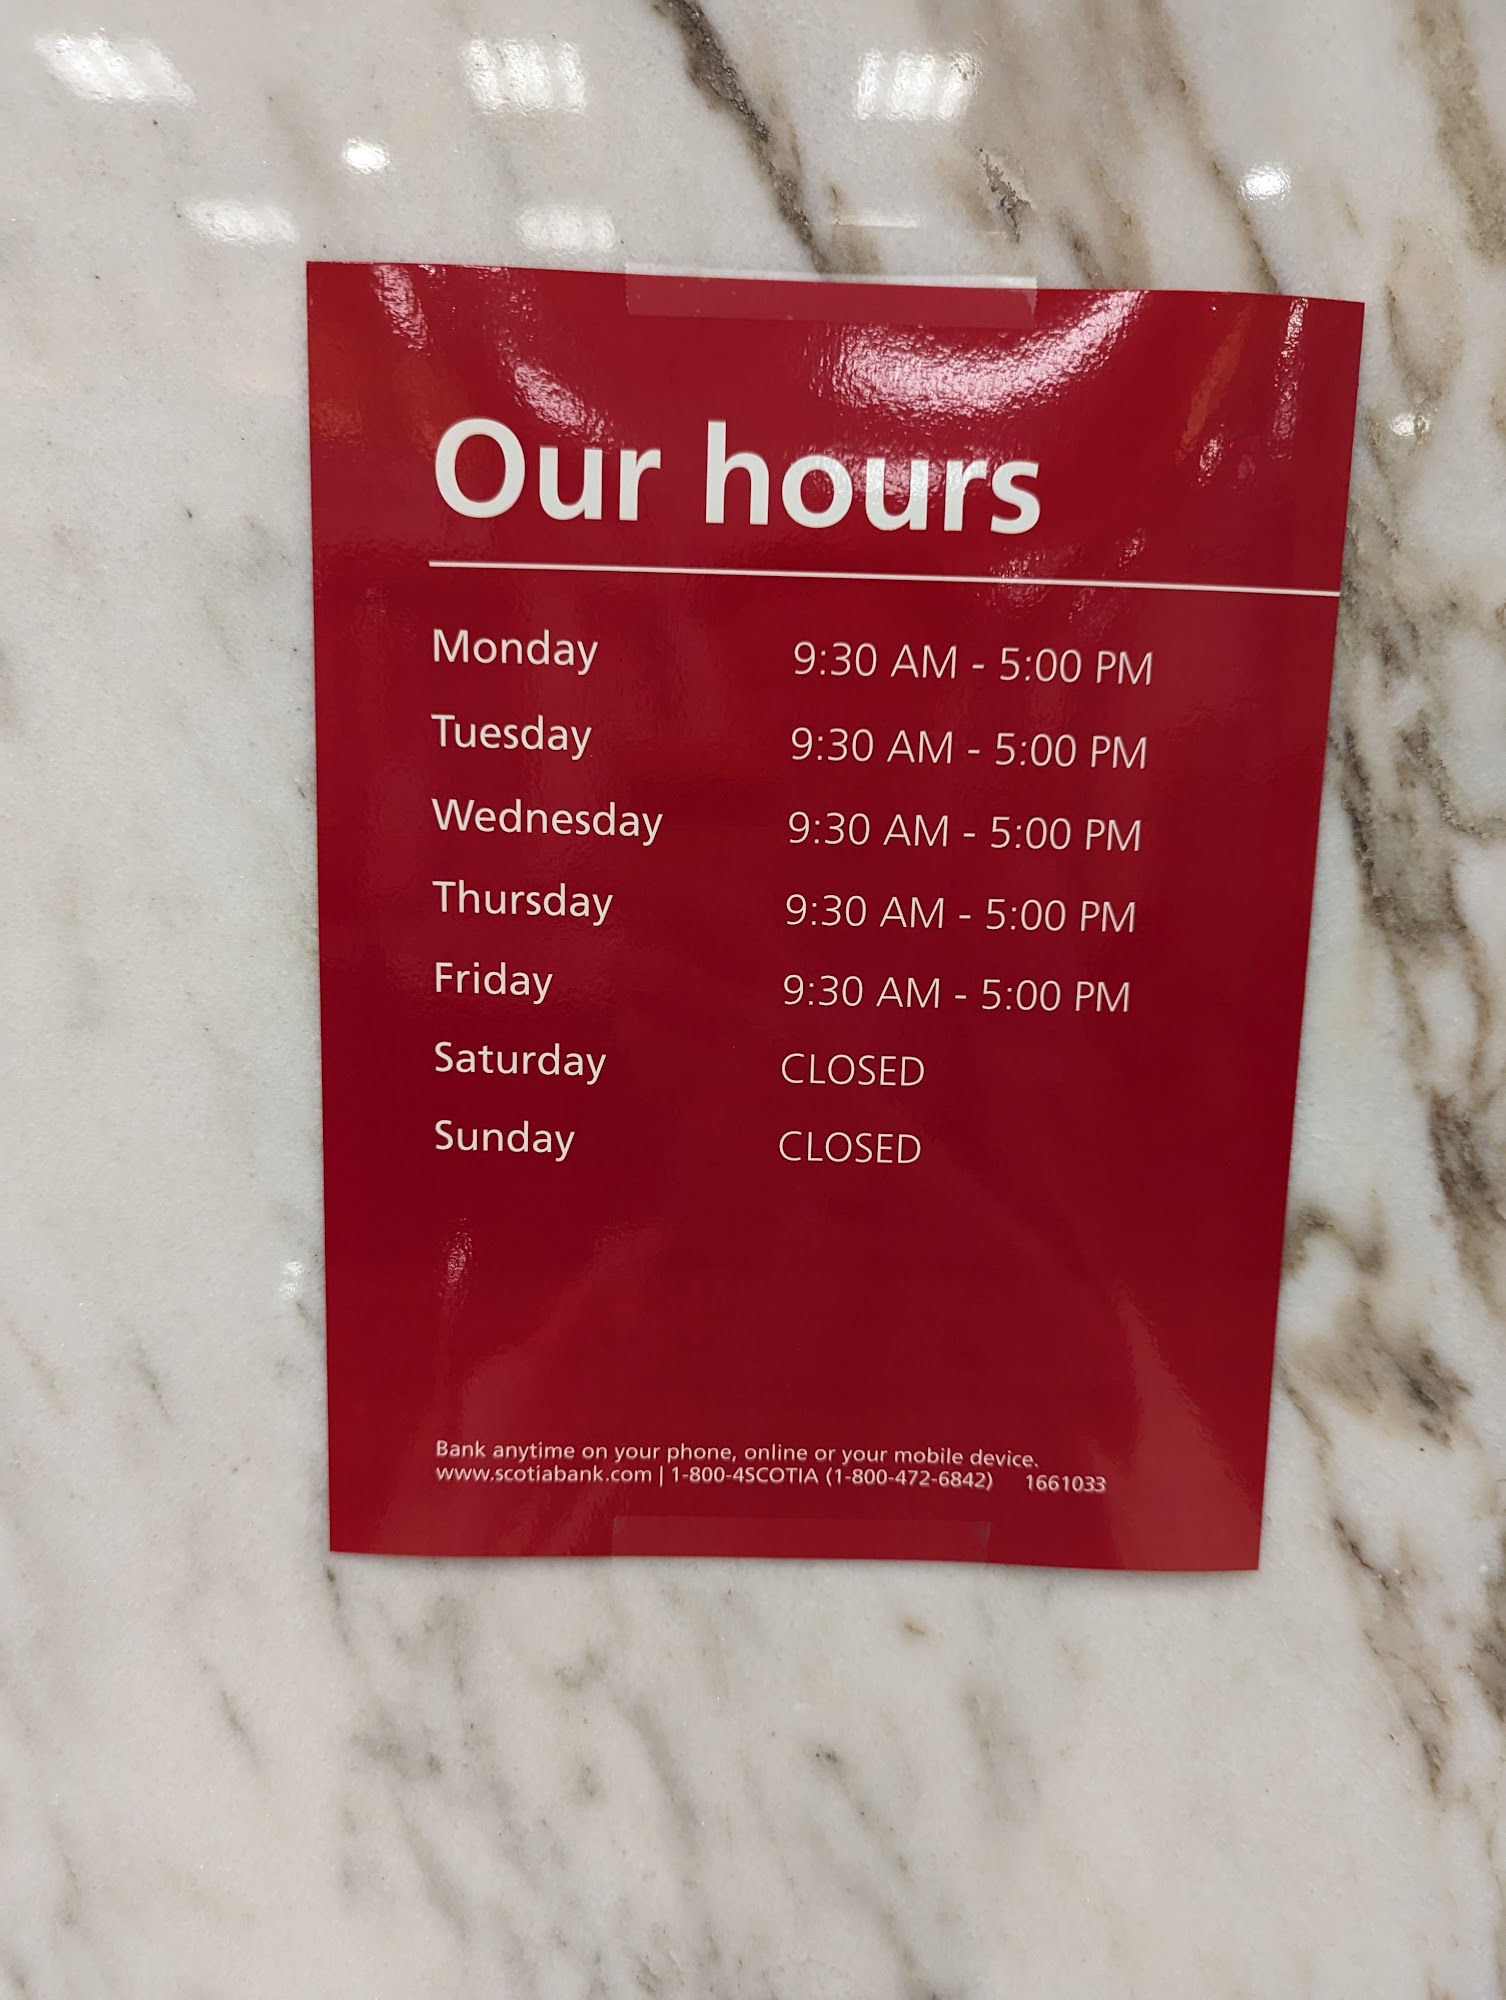 Our hours
Monday 9:30 AM - 5:00 PM
Tuesday 9:30 AM - 5:00 PM
Wednesday 9:30 AM - 5:00 PM
Thursday 9:30 AM - 5:00 PM
Friday 9:30 AM - 5:00 PM
Saturday CLOSED
Sunday CLOSED
Bank anytime on your phone, online or your mobile device.
www.scotiabank.com | 1-800-4SCOTIA (1-800-472-6842) 1661033